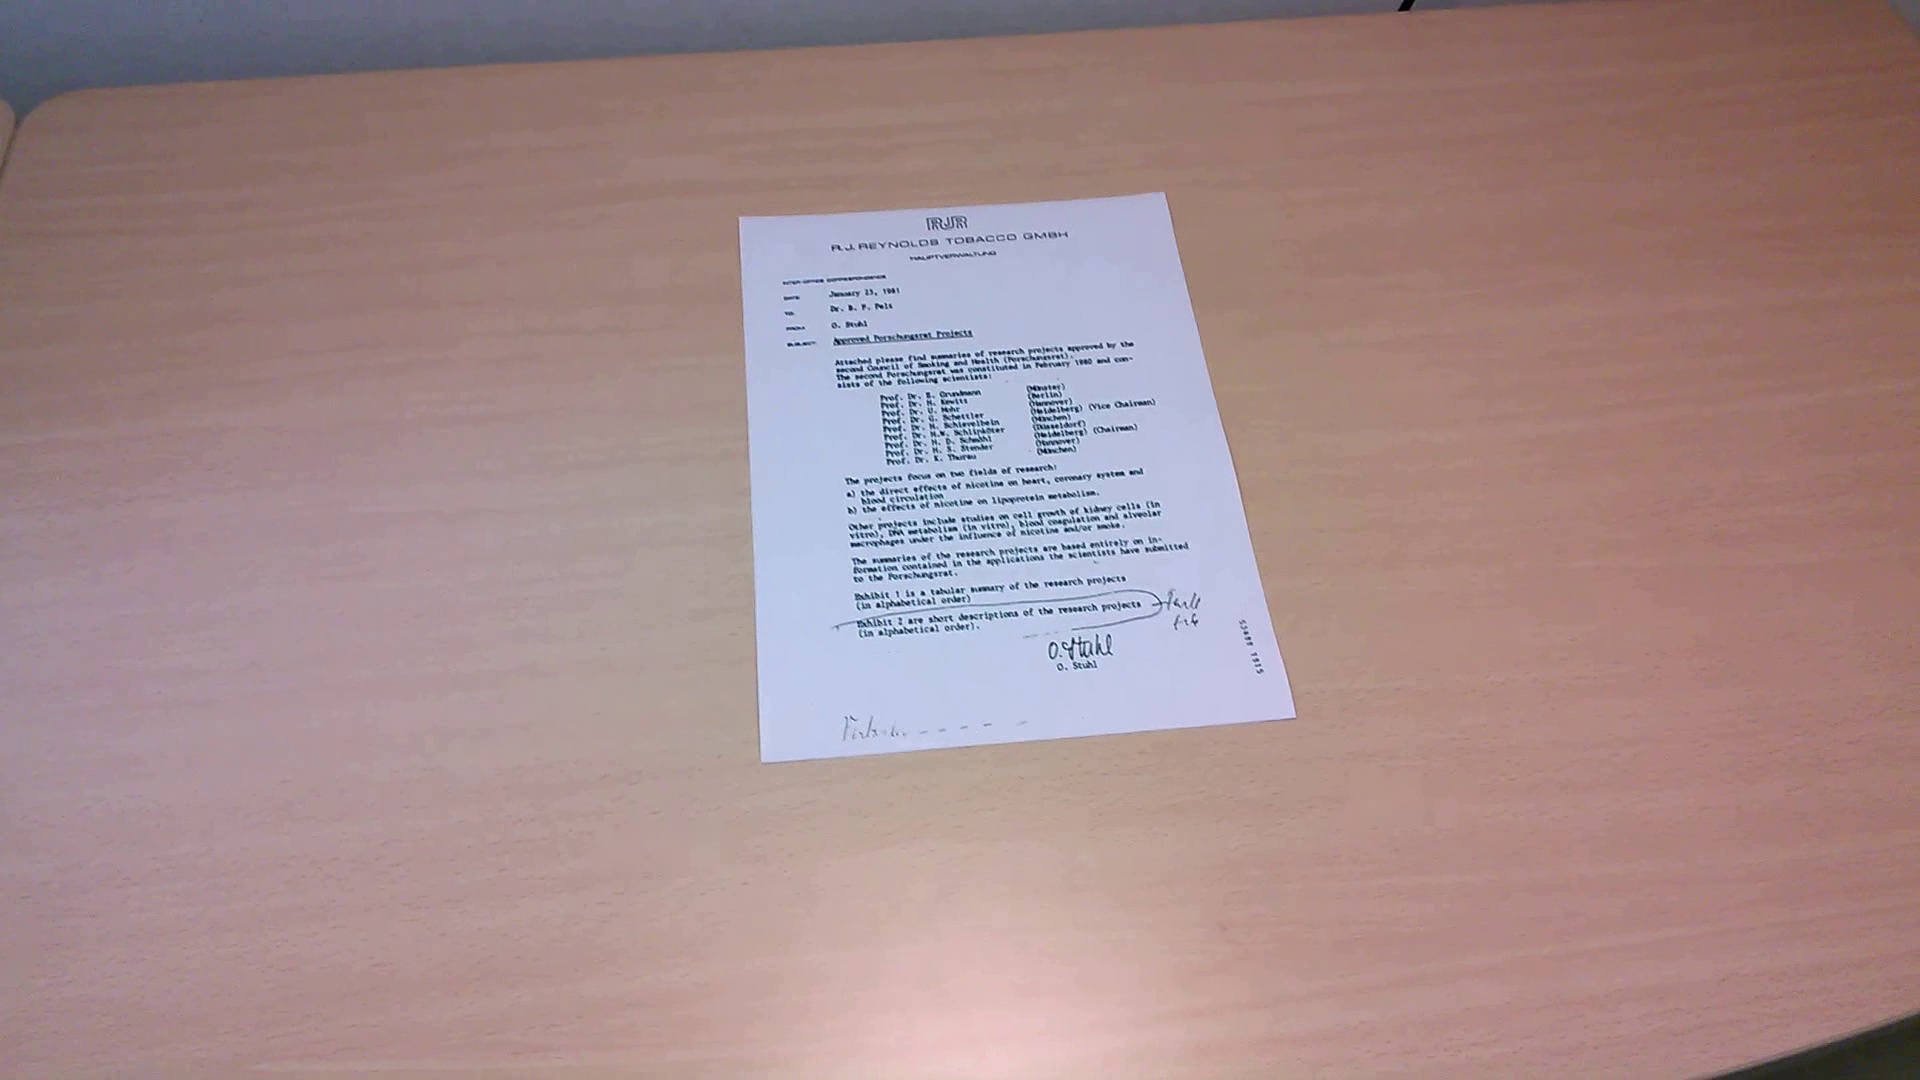 RJR
R.J. REYNOLDS TOBACCO GMBH
HAUPTVERWALTUNG
INTER-OFFICE CORRESPONDENCE
DATE: January 23, 1981
TO: Dr. B. F. Pels
FROM: O. Stuhl
SUBJECT: Approved Forschungsrat Projects
Attached please find summaries of research projects approved by the
second Council of Smoking and Health (Forschungsrat).
The second Forschungsrat was constituted in February 1980 and con-
sists of the following scientists:
Prof. Dr. E. Grundmann (Münster)
Prof. Dr. H. Kewitz (Berlin)
Prof. Dr. U. Mohr (Hannover)
Prof. Dr. G. Schettler (Heidelberg) (Vice Chairman)
Prof. Dr. H. Schievelbein (München)
Prof. Dr. H.W. Schlipköter (Düsseldorf)
Prof. Dr. H. D. Schmähl (Heidelberg) (Chairman)
Prof. Dr. H. S. Stender (Hannover)
Prof. Dr. K. Thurau (München)
The projects focus on two fields of research:
a) the direct effects of nicotine on heart, coronary system and
blood circulation
b) the effects of nicotine on lipoprotein metabolism.
Other projects include studies on cell growth of kidney cells (in
vitro), DNA metabolism (in vitro), blood coagulation and alveolar
macrophages under the influence of nicotine and/or smoke.
The summaries of the research projects are based entirely on in-
formation contained in the applications the scientists have submitted
to the Forschungsrat.
Exhibit 1 is a tabular summary of the research projects
(in alphabetical order)
Exhibit 2 are short descriptions of the research projects
(in alphabetical order).
O. Stuhl
O. Stuhl